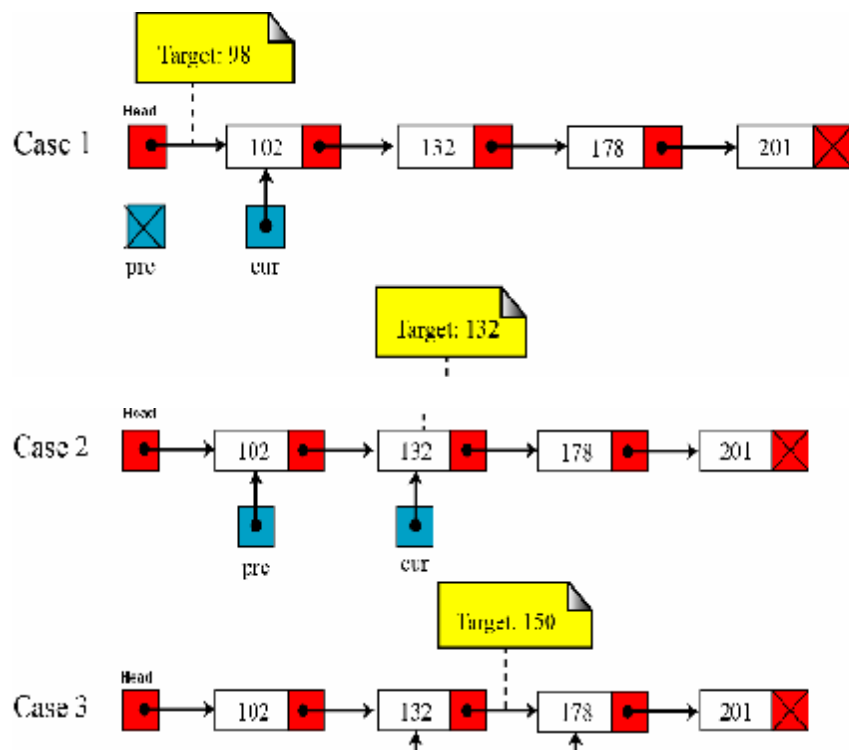 Target: 98
Head
Case 1
102
132
178
201
pre
cur
Target: 132
Head
Case 2
102
132
178
201
pre
cur
Target: 150
Head
Case 3
102
132
178
201